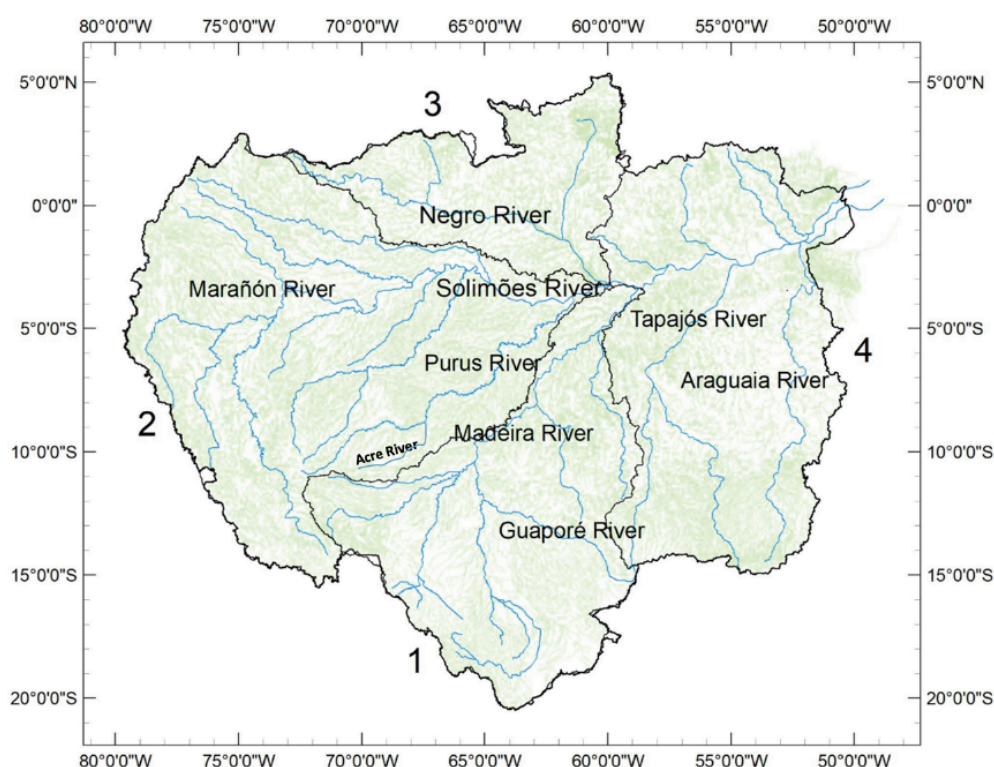 80°0'0"W 75°0'0"W 70°0'0"W 65°0'0"W 60°0'0"W 55°0'0"W 50°0'0"W
5°0'0"N 5°0'0"N
3
0°0'0" 0°0'0"
Negro River
Marañón River
Solimões River
Tapajós River
5°0'0"S 5°0'0"S
4
Purus River
Araguaia River
2
Madeira River
Acre River
10°0'0"S 10°0'0"S
Guaporé River
15°0'0"S 15°0'0"S
1
20°0'0"S 20°0'0"S
80°0'0"W 75°0'0"W 70°0'0"W 65°0'0"W 60°0'0"W 55°0'0"W 50°0'0"W